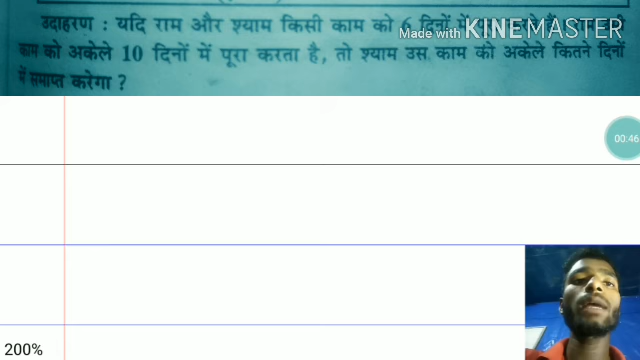 उदाहरण : यदि राम और श्याम किसी काम को 6 दिनों में
Made with KINEMASTER
काम को अकेले 10 दिनों में पूरा करता है, तो श्याम उस काम को अकेले कितने दिनों
में समाप्त करेगा ?
00:46
200%